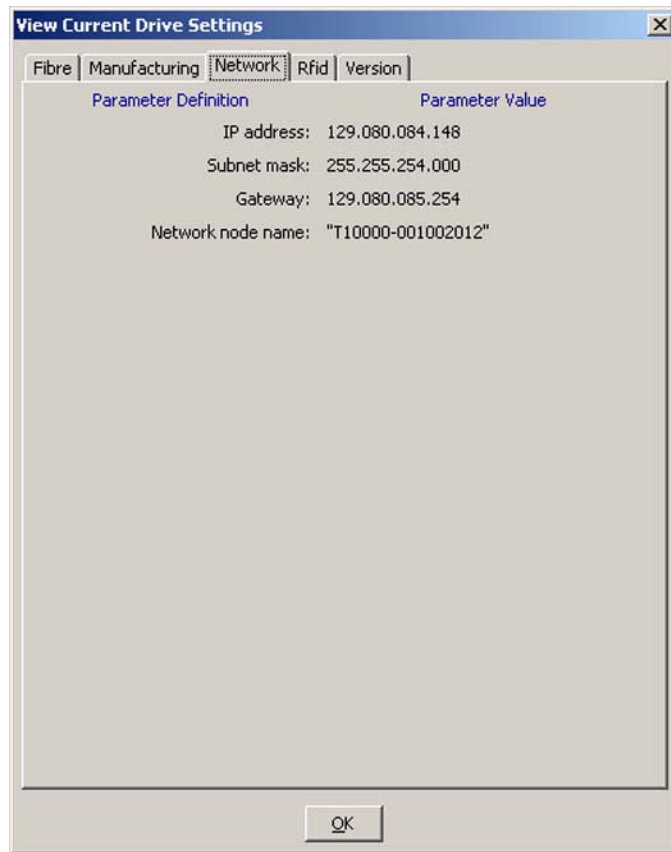 View Current Drive Settings
Fibre Manufacturing Network Rfid Version
Parameter Definition Parameter Value
IP address: 129.080.084.148
Subnet mask: 255.255.254.000
Gateway: 129.080.085.254
Network node name: "T10000-001002012"
OK